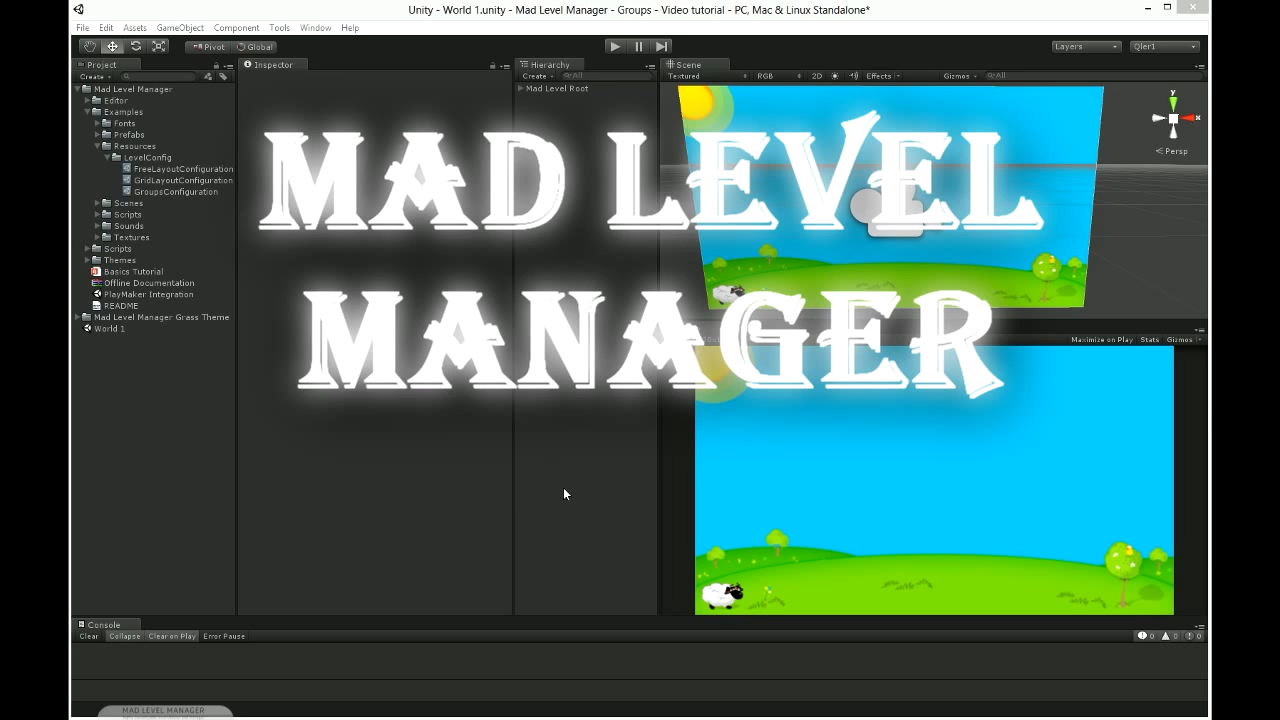 Unity - World 1.unity - Mad Level Manager - Groups - Video tutorial - PC, Mac & Linux Standalone*
File Edit Assets GameObject Component Tools Window Help
Pivot Global Layers Qler1
Project
Create
Mad Level Manager
Editor
Examples
Fonts
Prefabs
Resources
LevelConfig
FreeLayoutConfiguration
GridLayoutConfiguration
GroupsConfiguration
Scenes
Scripts
Sounds
Textures
Scripts
Themes
Basics Tutorial
Offline Documentation
PlayMaker Integration
README
Mad Level Manager Grass Theme
World 1
Inspector
Hierarchy
Create All
Mad Level Root
Scene
Textured RGB 2D Effects Gizmos All
y
x
Persp
MAD LEVEL
MANAGER
Maximize on Play Stats Gizmos
Console
Clear Collapse Clear on Play Error Pause 0 0 0
MAD LEVEL MANAGER